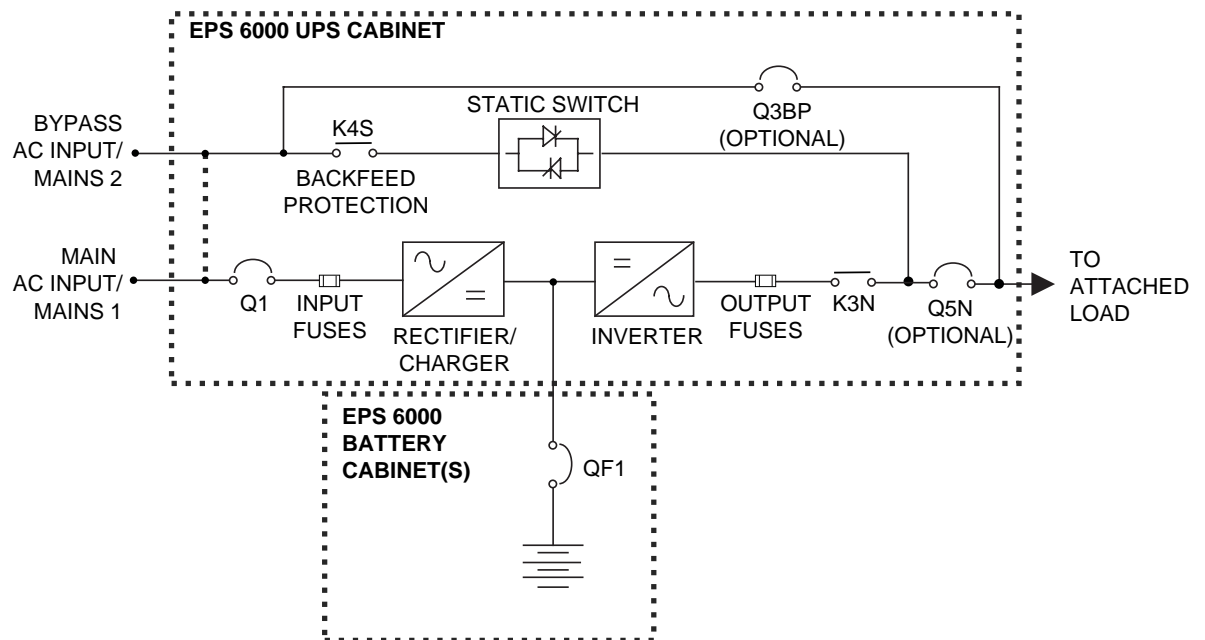 EPS 6000 UPS CABINET
BYPASS
AC INPUT/
MAINS 2
K4S
BACKFEED
PROTECTION
STATIC SWITCH
Q3BP
(OPTIONAL)
MAIN
AC INPUT/
MAINS 1
Q1
INPUT
FUSES
RECTIFIER/
CHARGER
INVERTER
OUTPUT
FUSES
K3N
Q5N
(OPTIONAL)
TO
ATTACHED
LOAD
EPS 6000
BATTERY
CABINET(S)
QF1